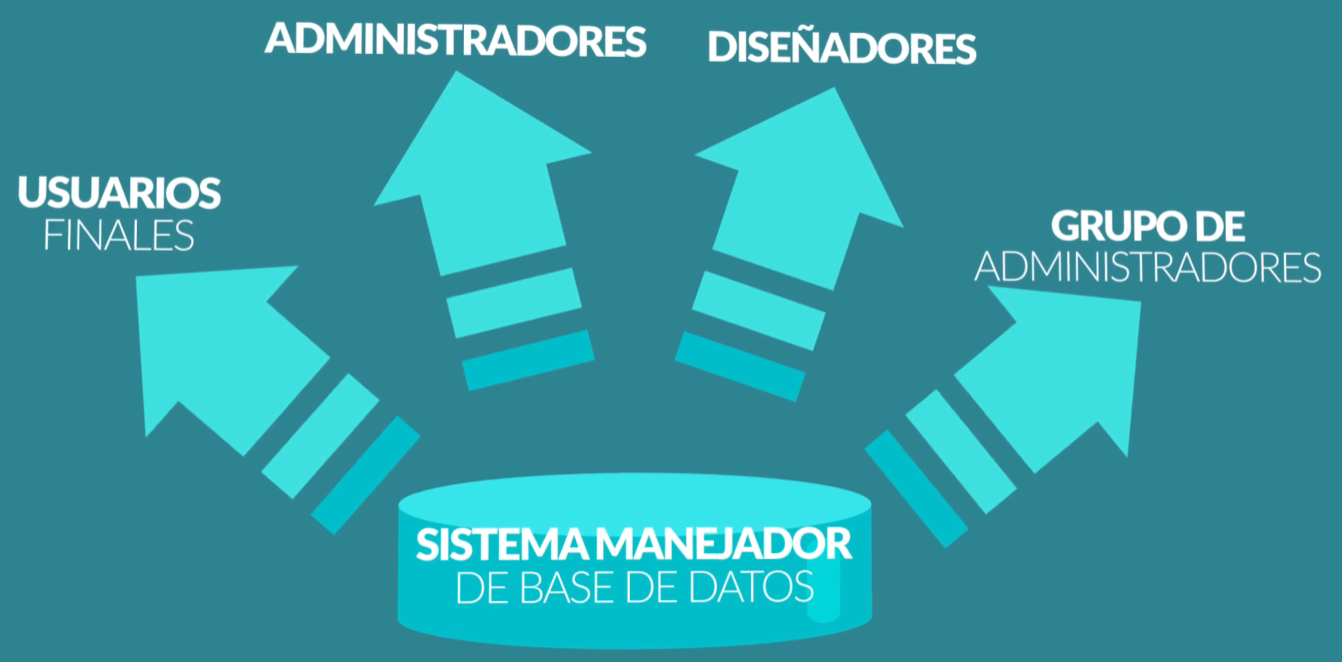 ADMINISTRADORES
DISEÑADORES
USUARIOS
FINALES
GRUPO DE
ADMINISTRADORES
SISTEMA MANEJADOR
DE BASE DE DATOS